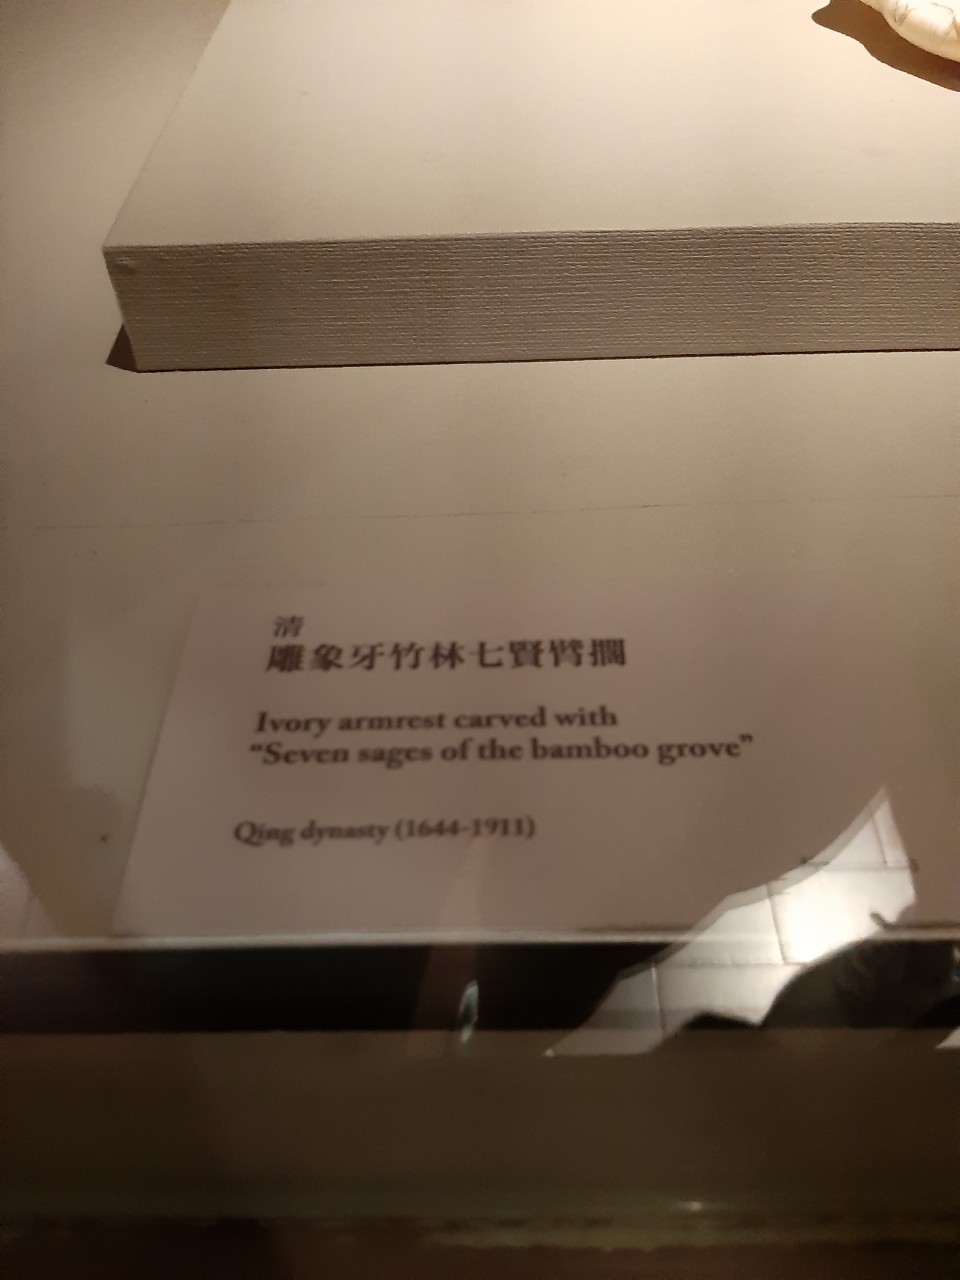 清
雕象牙竹林七賢臂擱
Ivory armrest carved with
“Seven sages of the bamboo grove”
Qing dynasty (1644-1911)